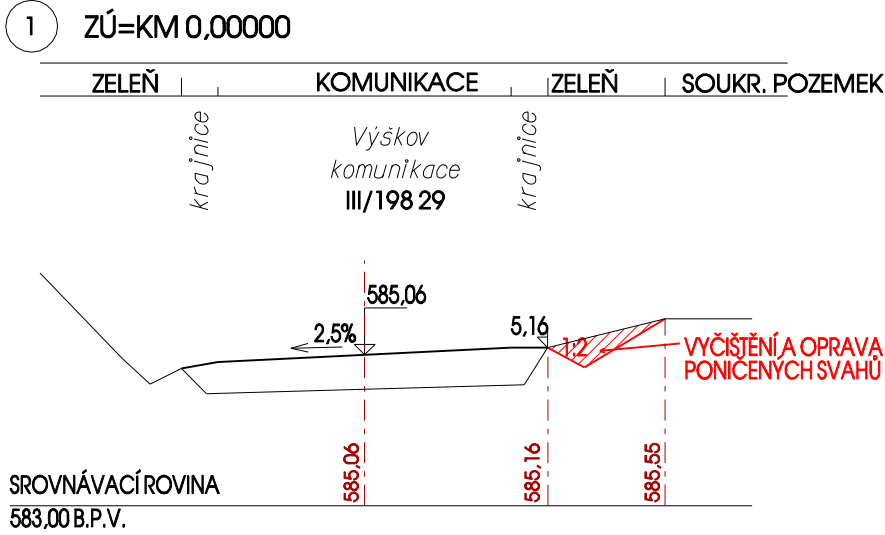 1 ZÚ=KM 0,00000
ZELEŇ KOMUNIKACE ZELEŇ SOUKR. POZEMEK
krajnice
Výškov
komunikace
III/198 29
krajnice
585,06
2,5%
5,16
1:2
VYČIŠTĚNÍ A OPRAVA
PONIČENÝCH SVAHŮ
585,06
585,16
585,55
SROVNÁVACÍ ROVINA
583,00 B.P.V.